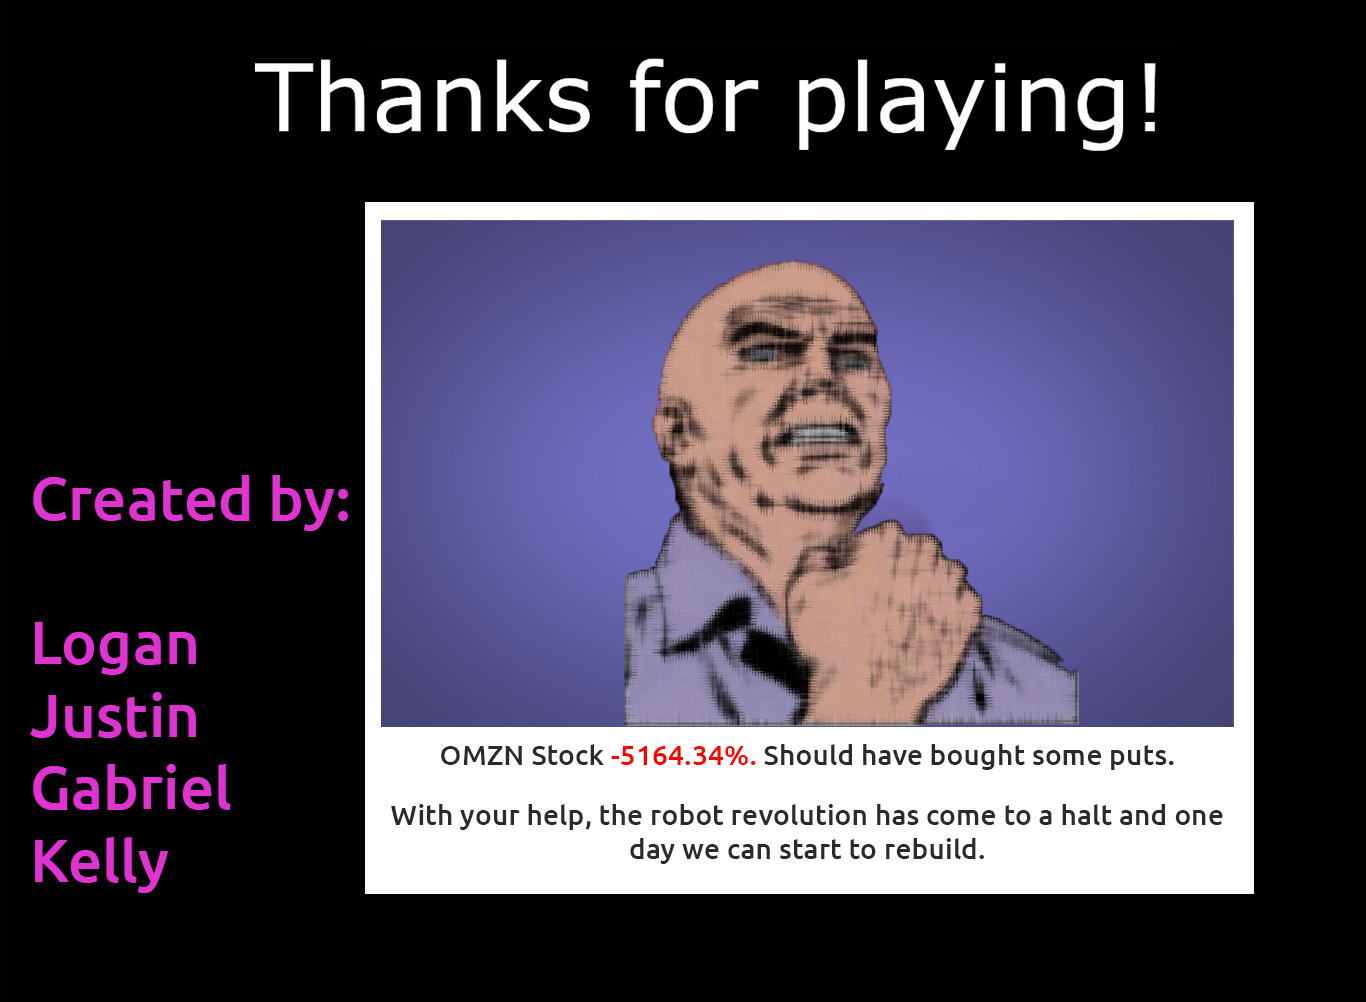 Thanks for playing!
Created by:
Logan
Justin
Gabriel
Kelly
OMZN Stock -5164.34%. Should have bought some puts.
With your help, the robot revolution has come to a halt and one
day we can start to rebuild.